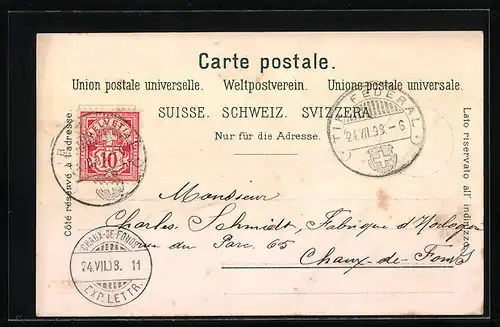 Carte postale.
Union postale universelle. Weltpostverein. Unione postale universale.
SUISSE. SCHWEIZ. SVIZZERA.
Nur für die Adresse.
Côté réservé à l'adresse.
Lato riservato all' indirizzo.
HELVETIA
10
TIR FEDERAL
24.VII.98.-6
Monsieur
Charles Schmidt, Fabrique d'Horlogerie
rue du Parc 65
Chaux-de-Fonds
CHAUX-DE-FONDS
24.VII.98. 11
EXP. LETTR.